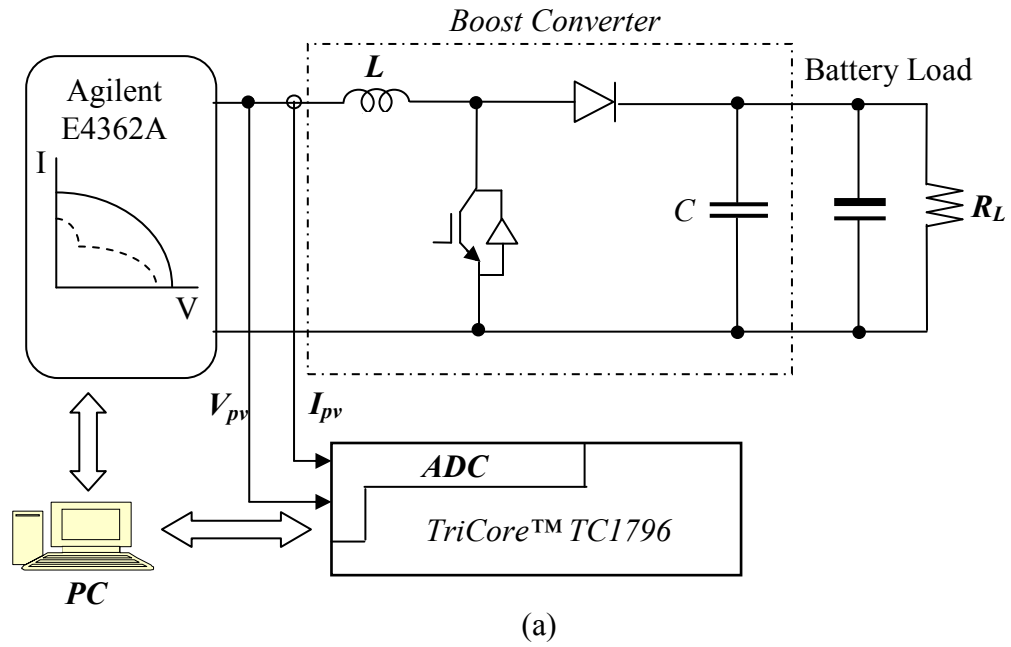 Boost Converter
Agilent
E4362A
I
V
L
Battery Load
C
R_L
V_pv
I_pv
ADC
TriCore™ TC1796
PC
(a)